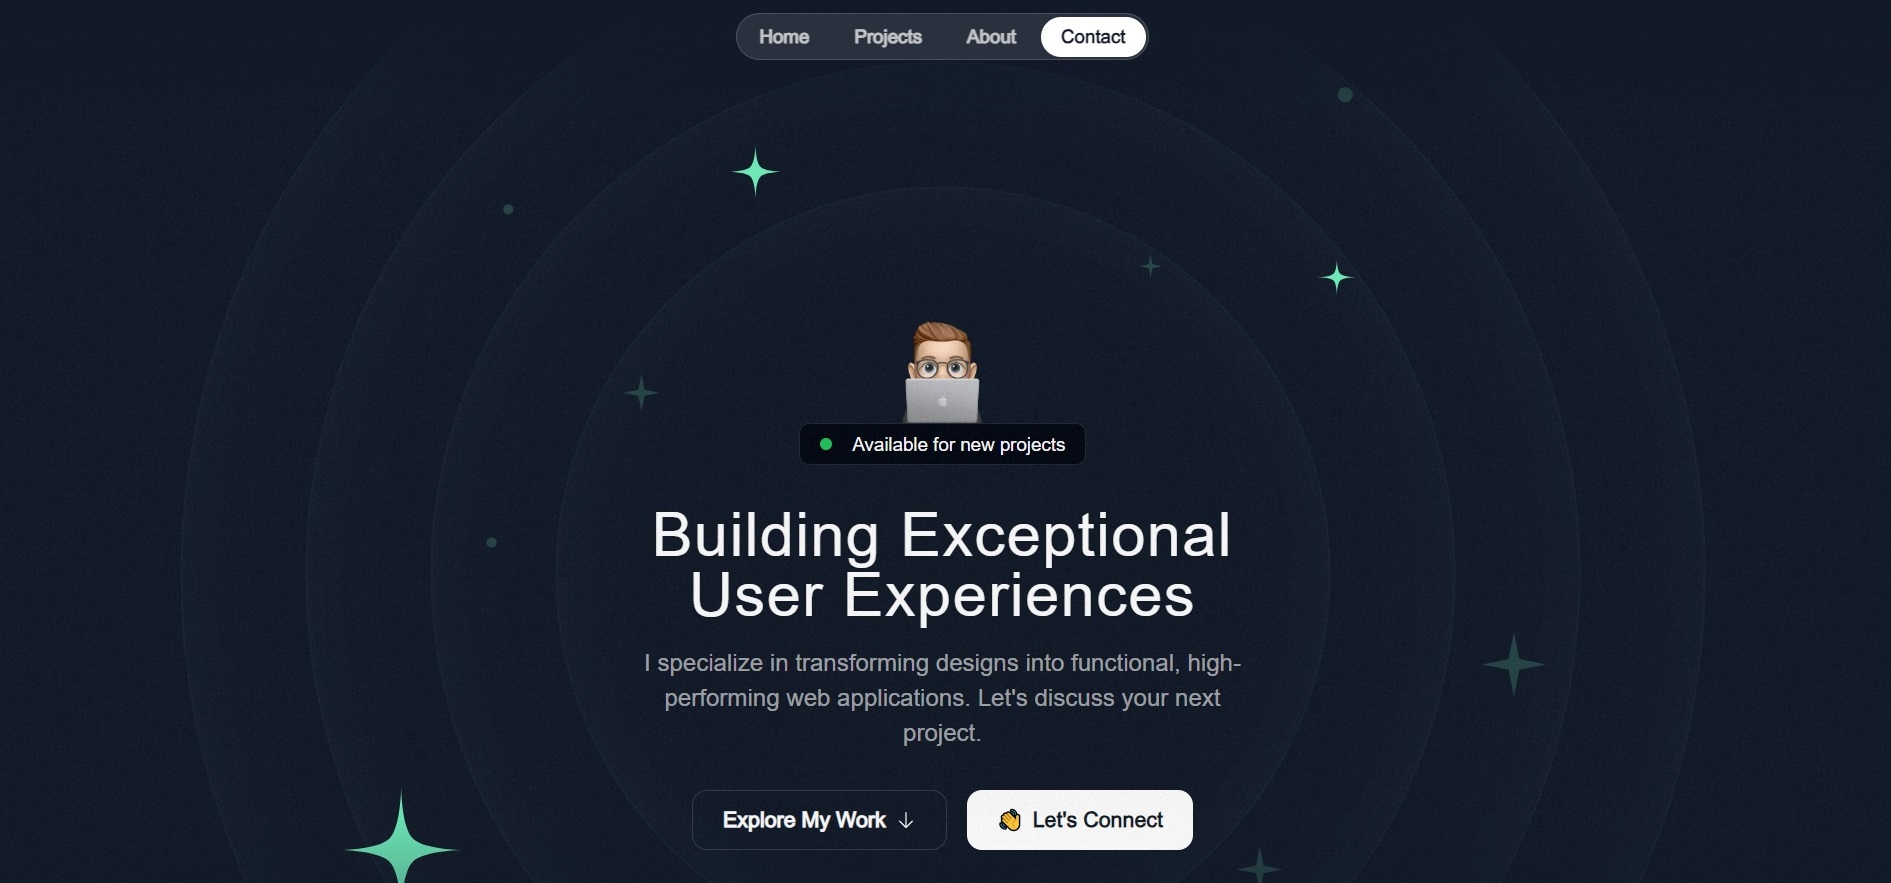 Home Projects About Contact
Available for new projects
Building Exceptional
User Experiences
I specialize in transforming designs into functional, high-
performing web applications. Let's discuss your next
project.
Explore My Work ↓ 👋 Let's Connect